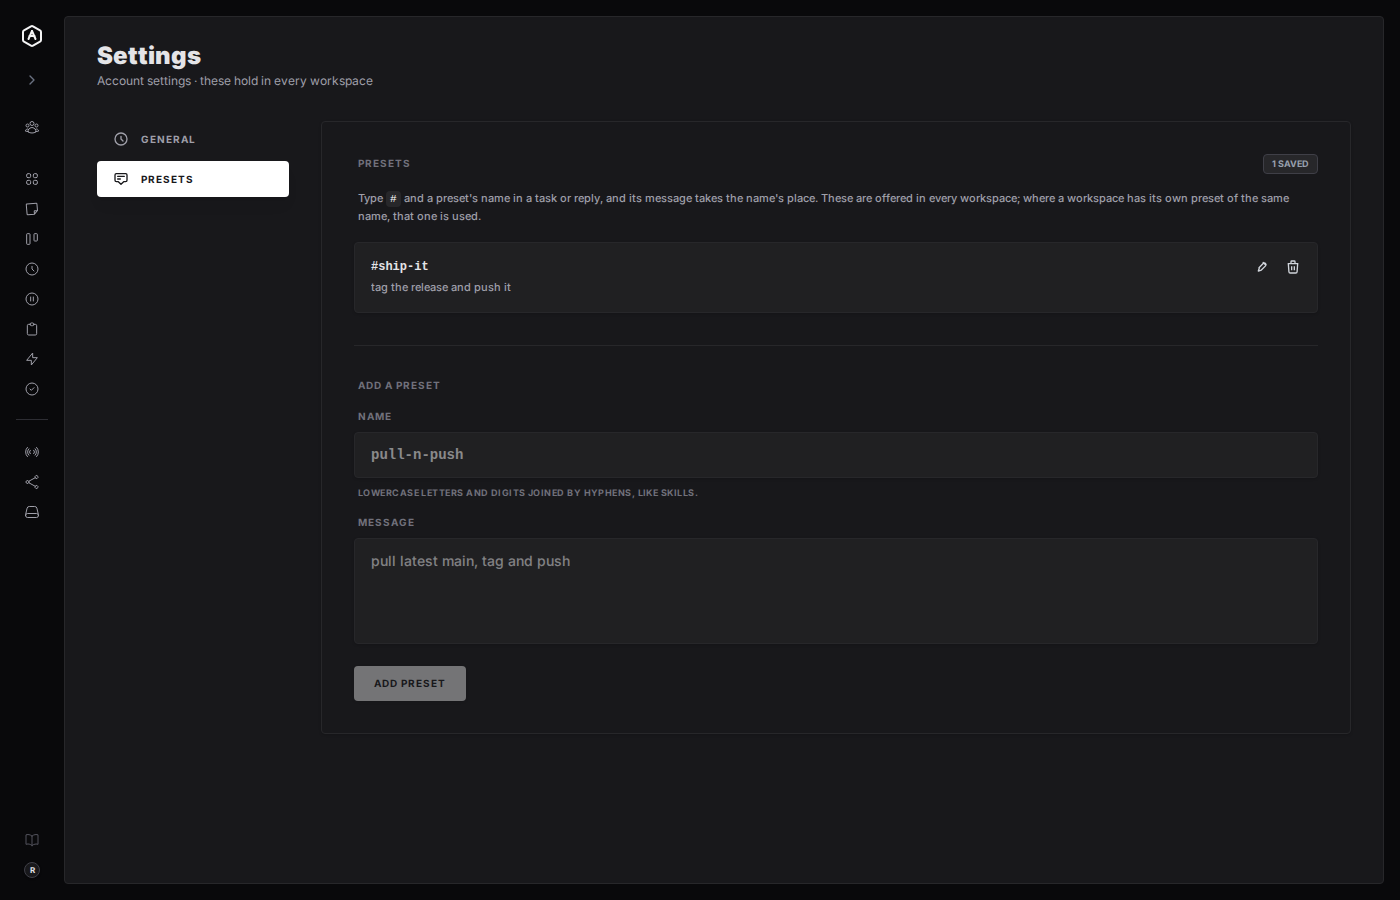 Settings
Account settings · these hold in every workspace
GENERAL
PRESETS
PRESETS
1 SAVED
Type # and a preset's name in a task or reply, and its message takes the name's place. These are offered in every workspace; where a workspace has its own preset of the same
name, that one is used.
#ship-it
tag the release and push it
ADD A PRESET
NAME
pull-n-push
LOWERCASE LETTERS AND DIGITS JOINED BY HYPHENS, LIKE SKILLS.
MESSAGE
pull latest main, tag and push
ADD PRESET
R